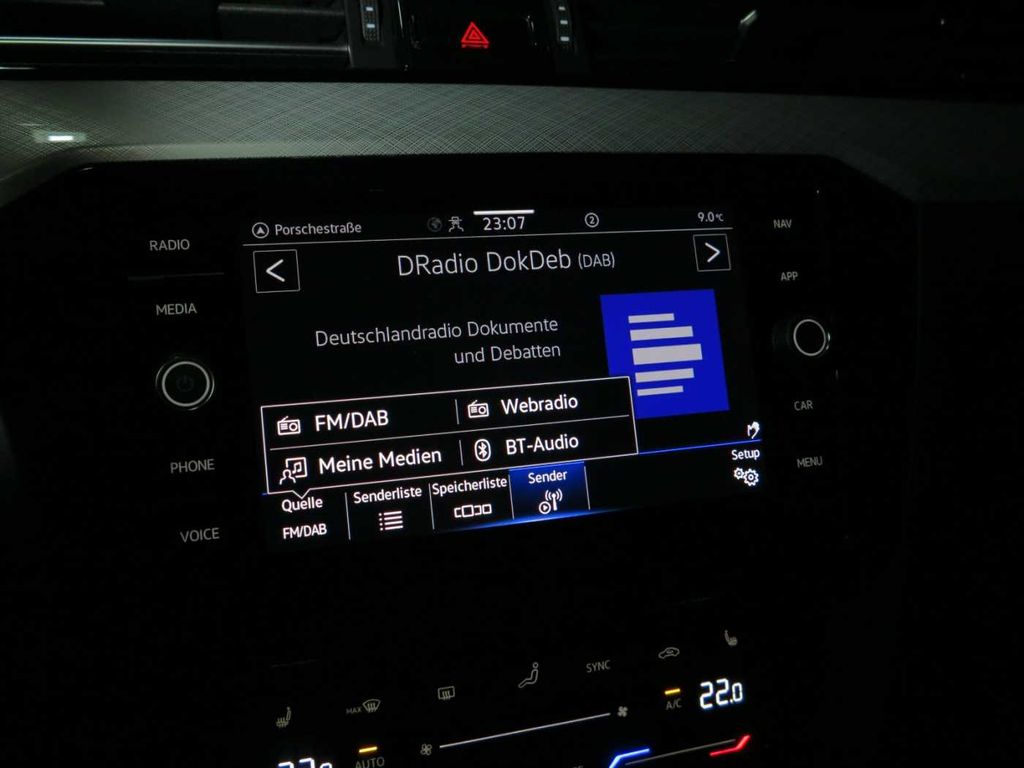 Porschestraße 23:07 2 9.0°C
RADIO
NAV
DRadio DokDeb (DAB)
APP
MEDIA
Deutschlandradio Dokumente
und Debatten
FM/DAB Webradio
CAR
Meine Medien BT-Audio
PHONE
MENU
Quelle Senderliste Speicherliste Sender Setup
FM/DAB
VOICE
SYNC
MAX
A/C 22.0
AUTO